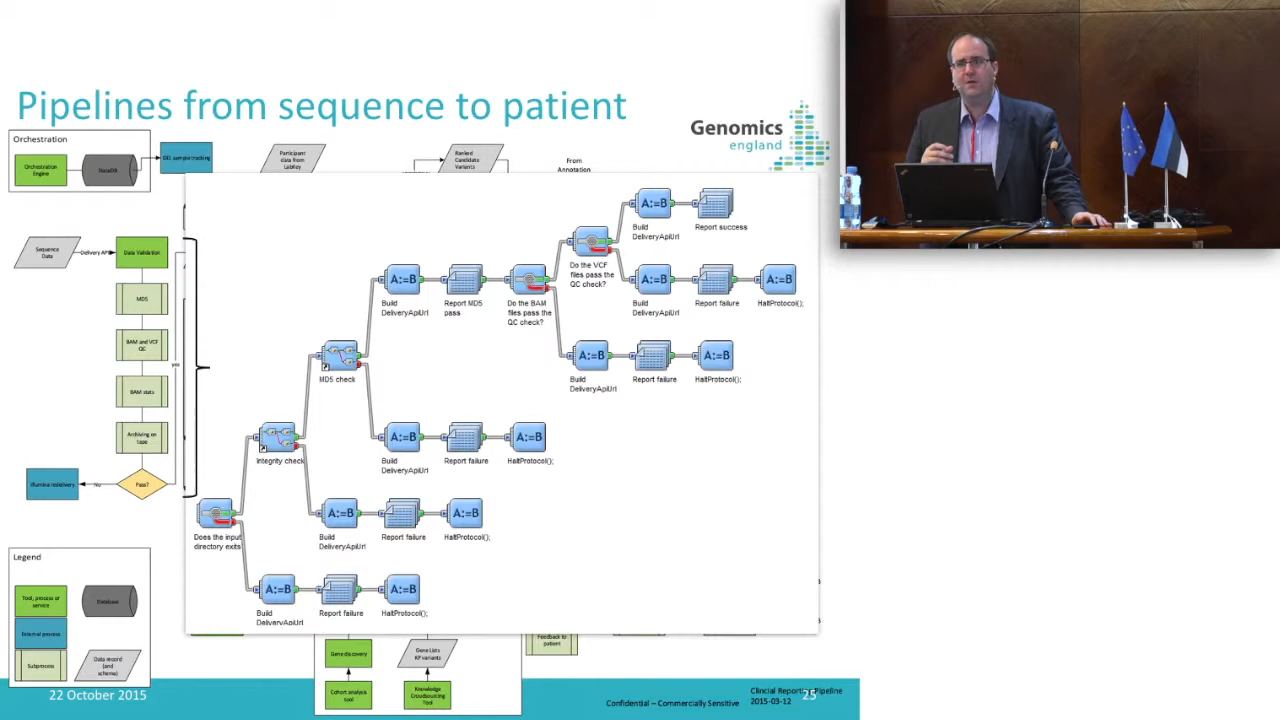 Pipelines from sequence to patient
Genomics
england
Orchestration
Orchestration
Engine
DataDB
GEL sample tracking
Participant
data from
LabKey
Ranked
Candidate
Variants
From
Annotation
Sequence
Data
Delivery API
Data Validation
MD5
BAM and VCF
QC
BAM stats
Archiving on
tape
Pass?
No
yes
Illumina redelivery
A:=B
Build
DeliveryApiUrl
Report success
Do the VCF
files pass the
QC check?
A:=B
Build
DeliveryApiUrl
Report failure
A:=B
HaltProtocol();
A:=B
Build
DeliveryApiUrl
Report MD5
pass
Do the BAM
files pass the
QC check?
A:=B
Build
DeliveryApiUrl
Report failure
A:=B
HaltProtocol();
MD5 check
A:=B
Build
DeliveryApiUrl
Report failure
A:=B
HaltProtocol();
Integrity check
A:=B
Build
DeliveryApiUrl
Report failure
A:=B
HaltProtocol();
Does the input
directory exits
A:=B
Build
DeliveryApiUrl
Report failure
A:=B
HaltProtocol();
Legend
Tool, process or
service
Database
External process
Subprocess
Data record
(and
schema)
Gene discovery
Gene Lists
KP variants
Cohort analysis
tool
Knowledge
Crowdsourcing
Tool
Feedback to
patient
22 October 2015
Confidential – Commercially Sensitive
Clincial Reporting Pipeline
2015-03-12
25